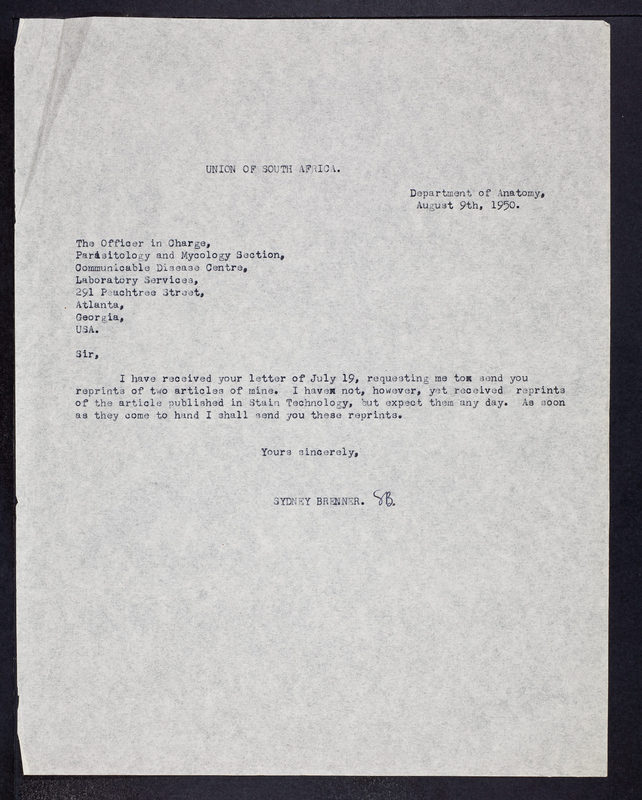 UNION OF SOUTH AFRICA.
Department of Anatomy,
August 9th, 1950.
The Officer in Charge,
Parasitology and Mycology Section,
Communicable Disease Centre,
Laboratory Services,
291 Peachtree Street,
Atlanta,
Georgia,
USA.
Sir,
I have received your letter of July 19, requesting me tox send you
reprints of two articles of mine. I havex not, however, yet received reprints
of the article published in Stain Technology, but expect them any day. As soon
as they come to hand I shall send you these reprints.
Yours sincerely,
SYDNEY BRENNER. SB.